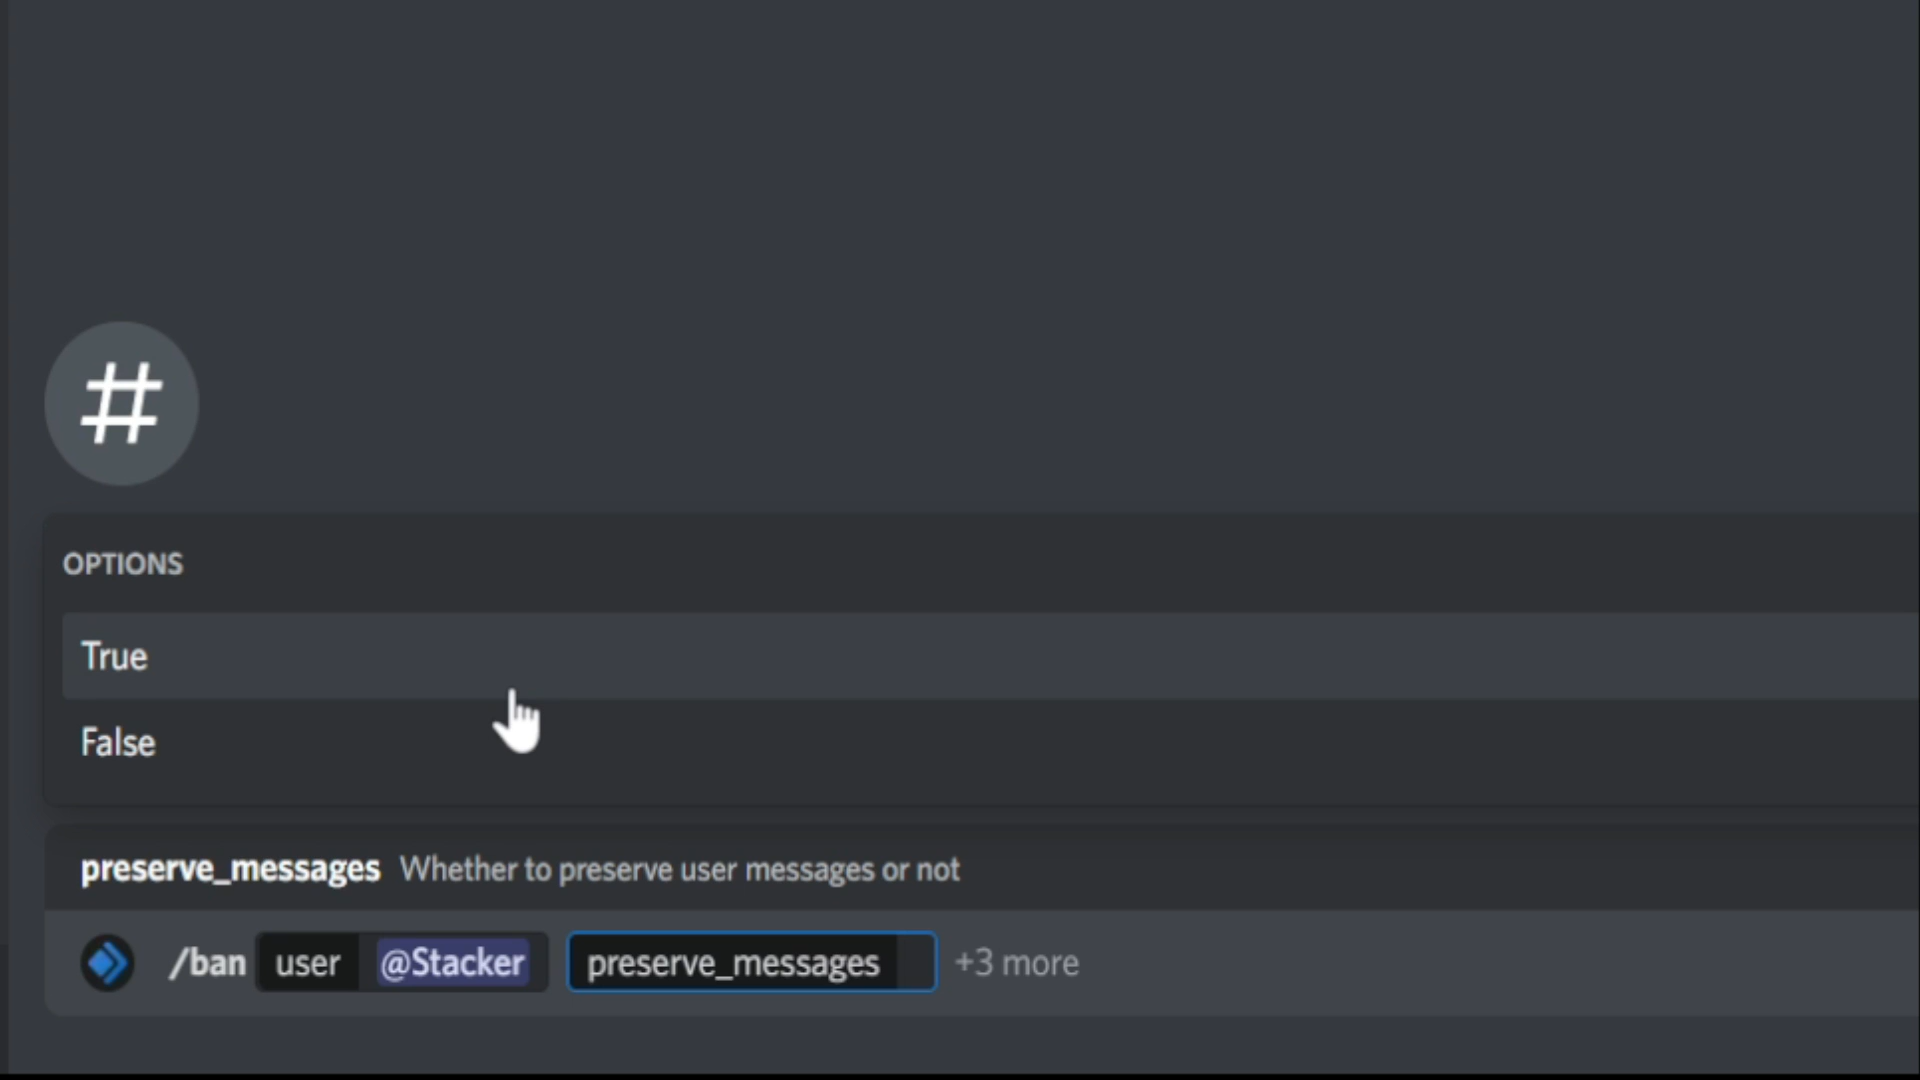 #
OPTIONS
True
False
preserve_messages Whether to preserve user messages or not
/ban user @Stacker preserve_messages +3 more